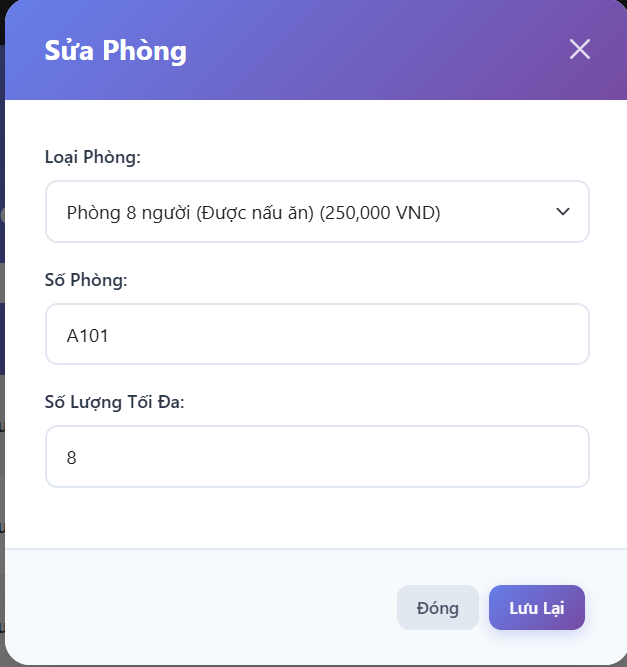 Sửa Phòng
Loại Phòng:
Phòng 8 người (Được nấu ăn) (250,000 VND)
Số Phòng:
A101
Số Lượng Tối Đa:
8
Đóng
Lưu Lại